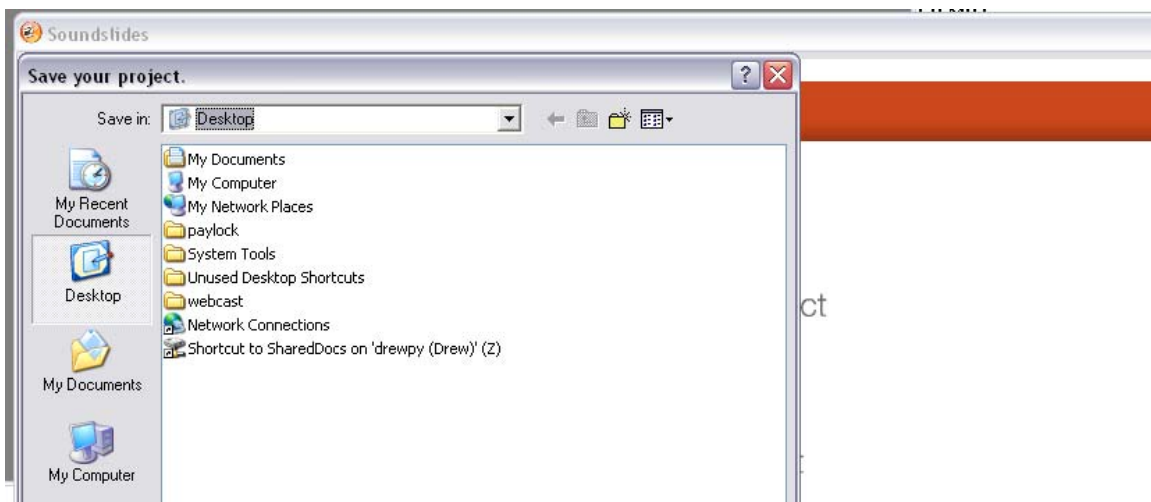 Soundslides
Save your project.
Save in: Desktop
My Recent
Documents
Desktop
My Documents
My Computer
My Documents
My Computer
My Network Places
paylock
System Tools
Unused Desktop Shortcuts
webcast
Network Connections
Shortcut to SharedDocs on 'drewpy (Drew)' (Z)
ct